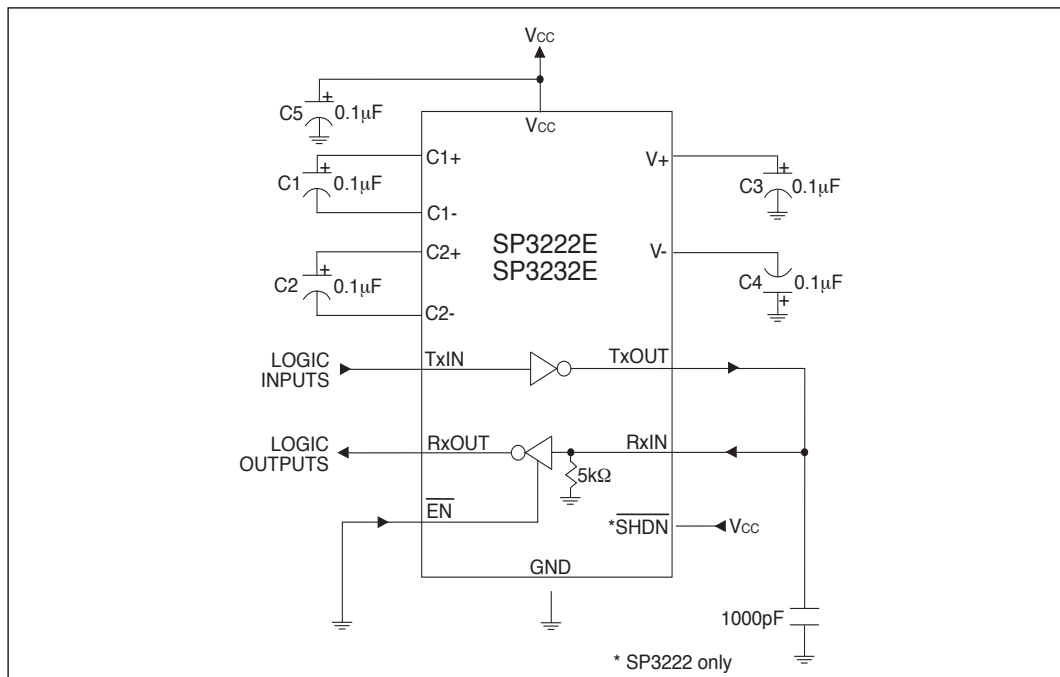 VCC
C5
+
0.1µF
VCC
C1+
V+
C1
+
0.1µF
C3
+
0.1µF
C1-
SP3222E
SP3232E
C2+
V-
C2
+
0.1µF
C4
0.1µF
+
C2-
LOGIC
INPUTS
TxIN
TxOUT
LOGIC
OUTPUTS
RxOUT
RxIN
5kΩ
EN
*SHDN
VCC
GND
1000pF
* SP3222 only